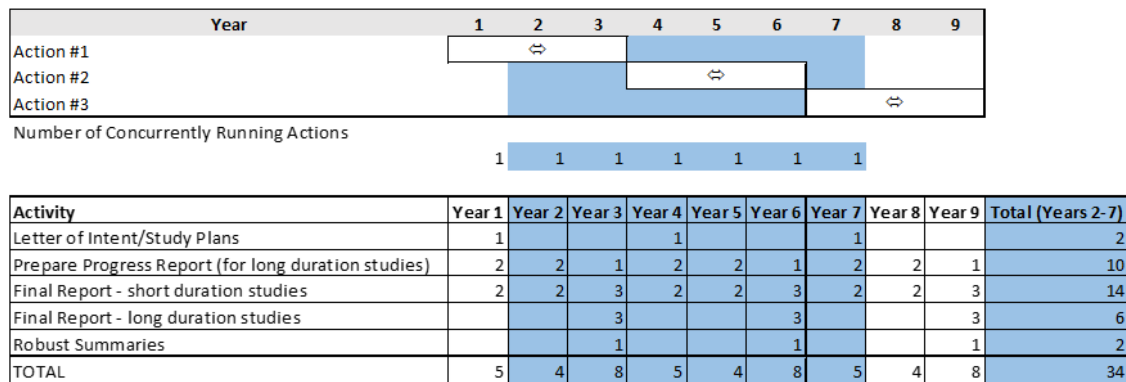 Year 1 2 3 4 5 6 7 8 9
Action #1 ⇔
Action #2 ⇔
Action #3 ⇔
Number of Concurrently Running Actions
1 1 1 1 1 1 1
Activity Year 1 Year 2 Year 3 Year 4 Year 5 Year 6 Year 7 Year 8 Year 9 Total (Years 2-7)
Letter of Intent/Study Plans 1 1 1 2
Prepare Progress Report (for long duration studies) 2 2 1 2 2 1 2 2 1 10
Final Report - short duration studies 2 2 3 2 2 3 2 2 3 14
Final Report - long duration studies 3 3 3 6
Robust Summaries 1 1 1 2
TOTAL 5 4 8 5 4 8 5 4 8 34